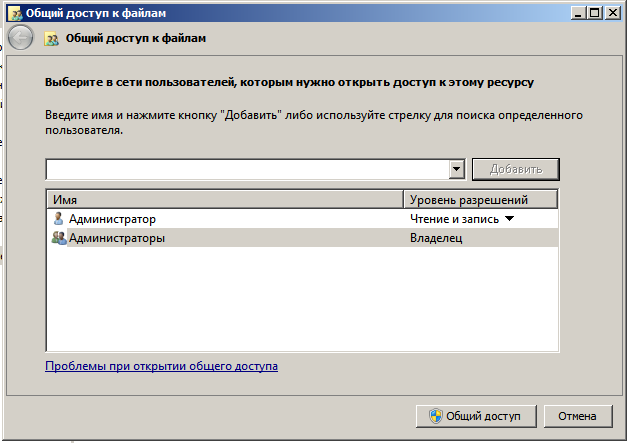 Общий доступ к файлам
Общий доступ к файлам
Выберите в сети пользователей, которым нужно открыть доступ к этому ресурсу
Введите имя и нажмите кнопку "Добавить" либо используйте стрелку для поиска определенного
пользователя.
Добавить
Имя Уровень разрешений
Администратор Чтение и запись
Администраторы Владелец
Проблемы при открытии общего доступа
Общий доступ Отмена